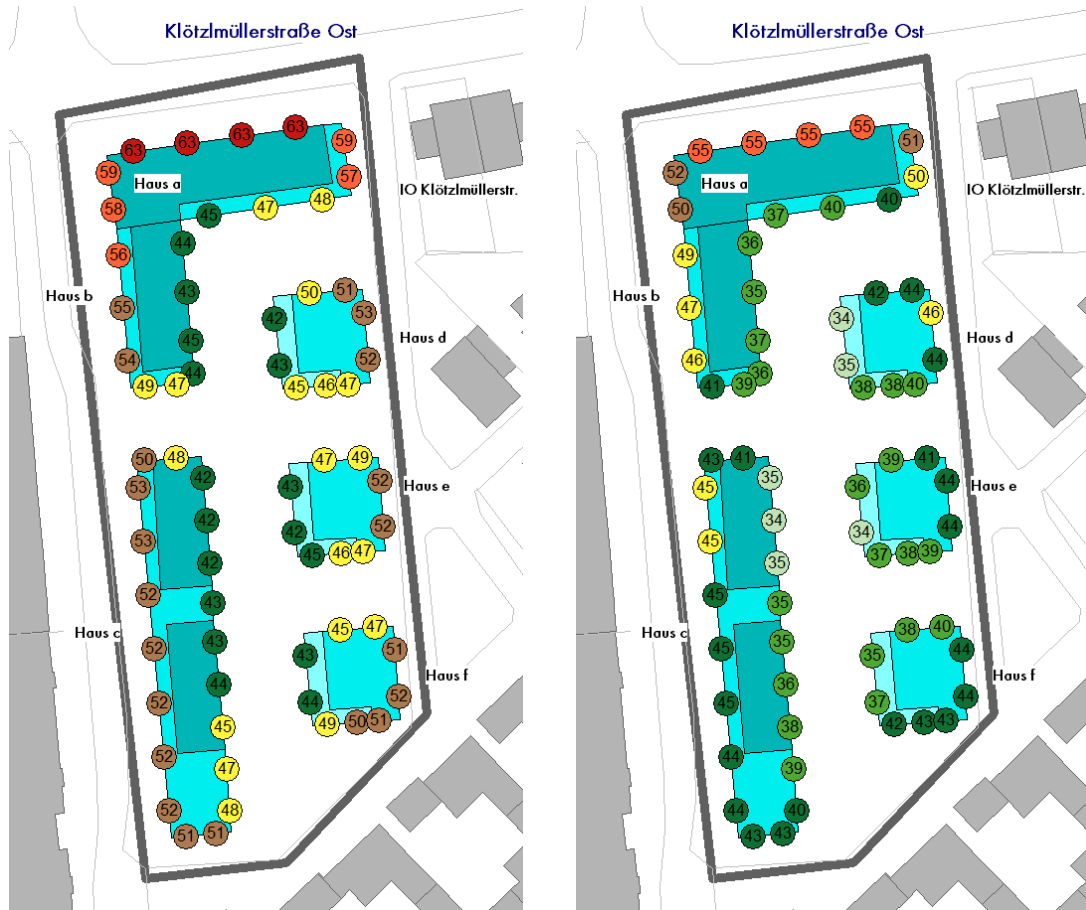 Klötzlmüllerstraße Ost
63 63 63 63 59
59 Haus a 57
IO Klötzlmüllerstr.
58 45 47 48
56 44
Haus b 43 50 51
55 42 53
45 Haus d
54 44 43 52
49 47 45 46 47
50 48 47 49
53 42 43 52 Haus e
42 42 52
53 45 46 47
42
52 43
Haus c 43 45 47
52 43 51
44 44 52 Haus f
52 45 49 50 51
52 47
52 48
51 51
Klötzlmüllerstraße Ost
55 55 55 55 51
52 Haus a 50
IO Klötzlmüllerstr.
50 37 40 40
49 36
Haus b 35 42 44
47 34 46
37 Haus d
46 36 35 44
41 39 38 38 40
43 41 39 41
45 35 36 44 Haus e
34 34 44
45 37 38 39
35
45 35
Haus c 35 38 40
45 35 44
36 37 44 Haus f
45 38 42 43 43
44 39
44 40
43 43